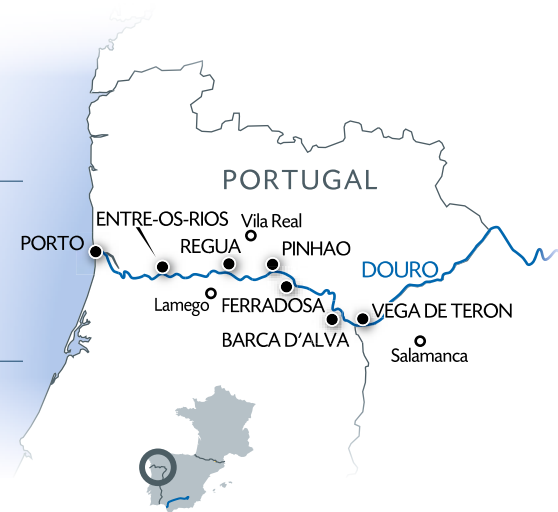 PORTUGAL
ENTRE-OS-RIOS
Vila Real
PORTO
REGUA
PINHAO
DOURO
Lamego
FERRADOSA
VEGA DE TERON
BARCA D'ALVA
Salamanca